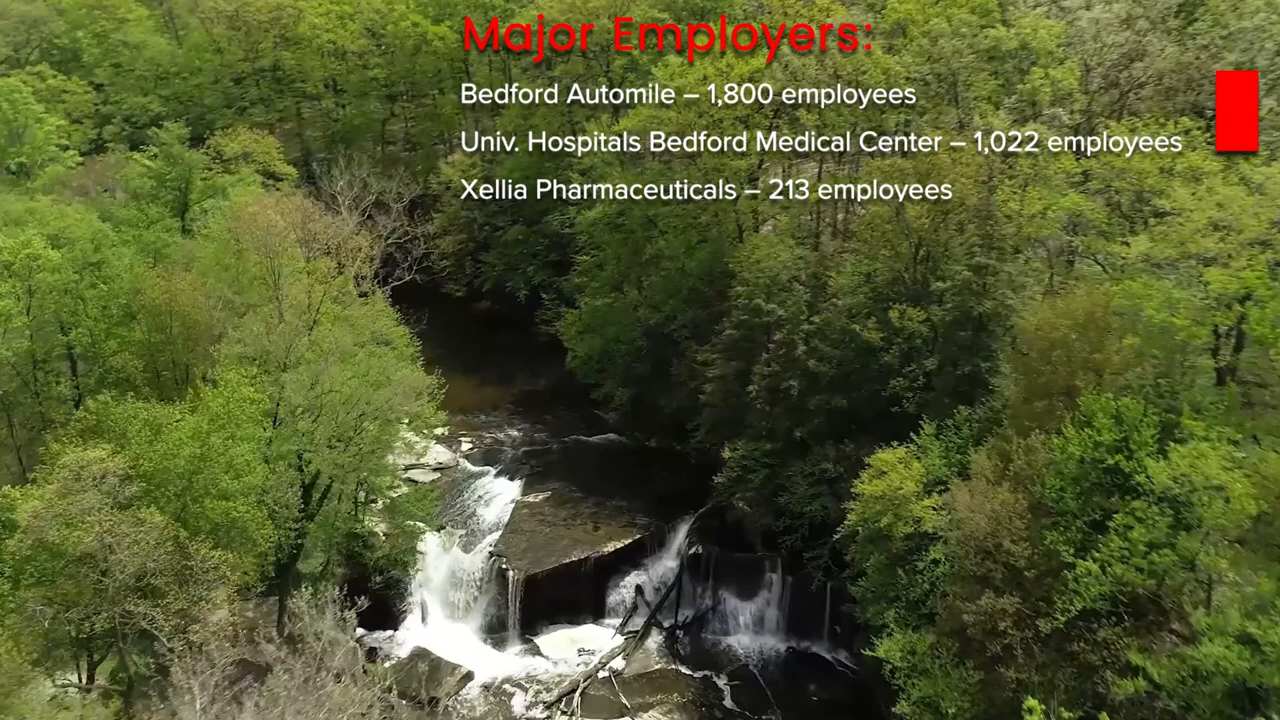 Major Employers:
Bedford Automile – 1,800 employees
Univ. Hospitals Bedford Medical Center – 1,022 employees
Xellia Pharmaceuticals – 213 employees